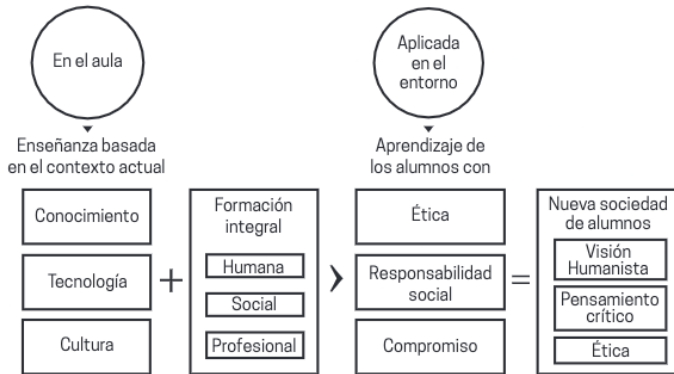 En el aula
Aplicada
en el
entorno
Enseñanza basada
en el contexto actual
Aprendizaje de
los alumnos con
Conocimiento
Tecnología
Cultura
+
Formación
integral
Humana
Social
Profesional
>
Ética
Responsabilidad
social
Compromiso
=
Nueva sociedad
de alumnos
Visión
Humanista
Pensamiento
crítico
Ética